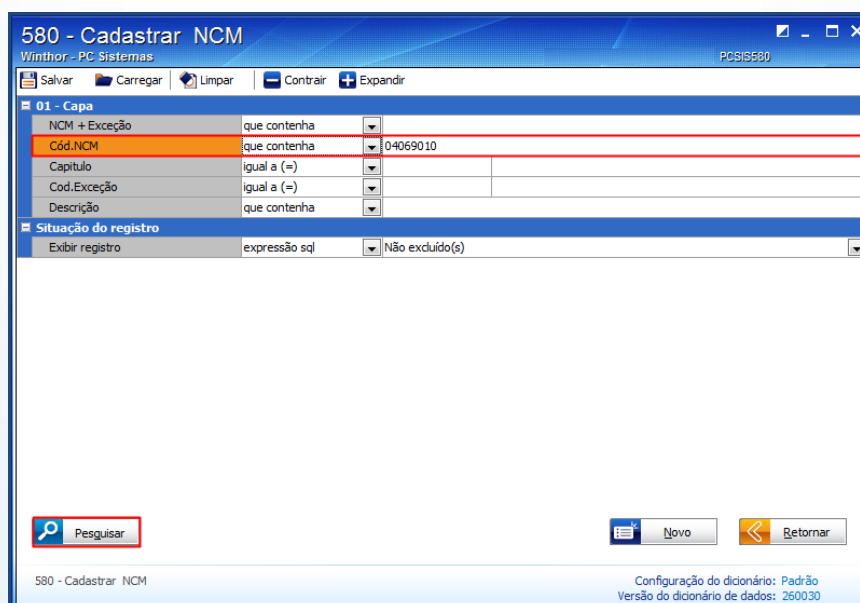 580 - Cadastrar NCM
Winthor - PC Sistemas
PCSIS580
Salvar Carregar Limpar Contrair Expandir
01 - Capa
NCM + Exceção que contenha
Cód.NCM que contenha 04069010
Capitulo igual a (=)
Cod.Exceção igual a (=)
Descrição que contenha
Situação do registro
Exibir registro expressão sql Não excluído(s)
Pesquisar Novo Retornar
580 - Cadastrar NCM Configuração do dicionário: Padrão
Versão do dicionário de dados: 260030